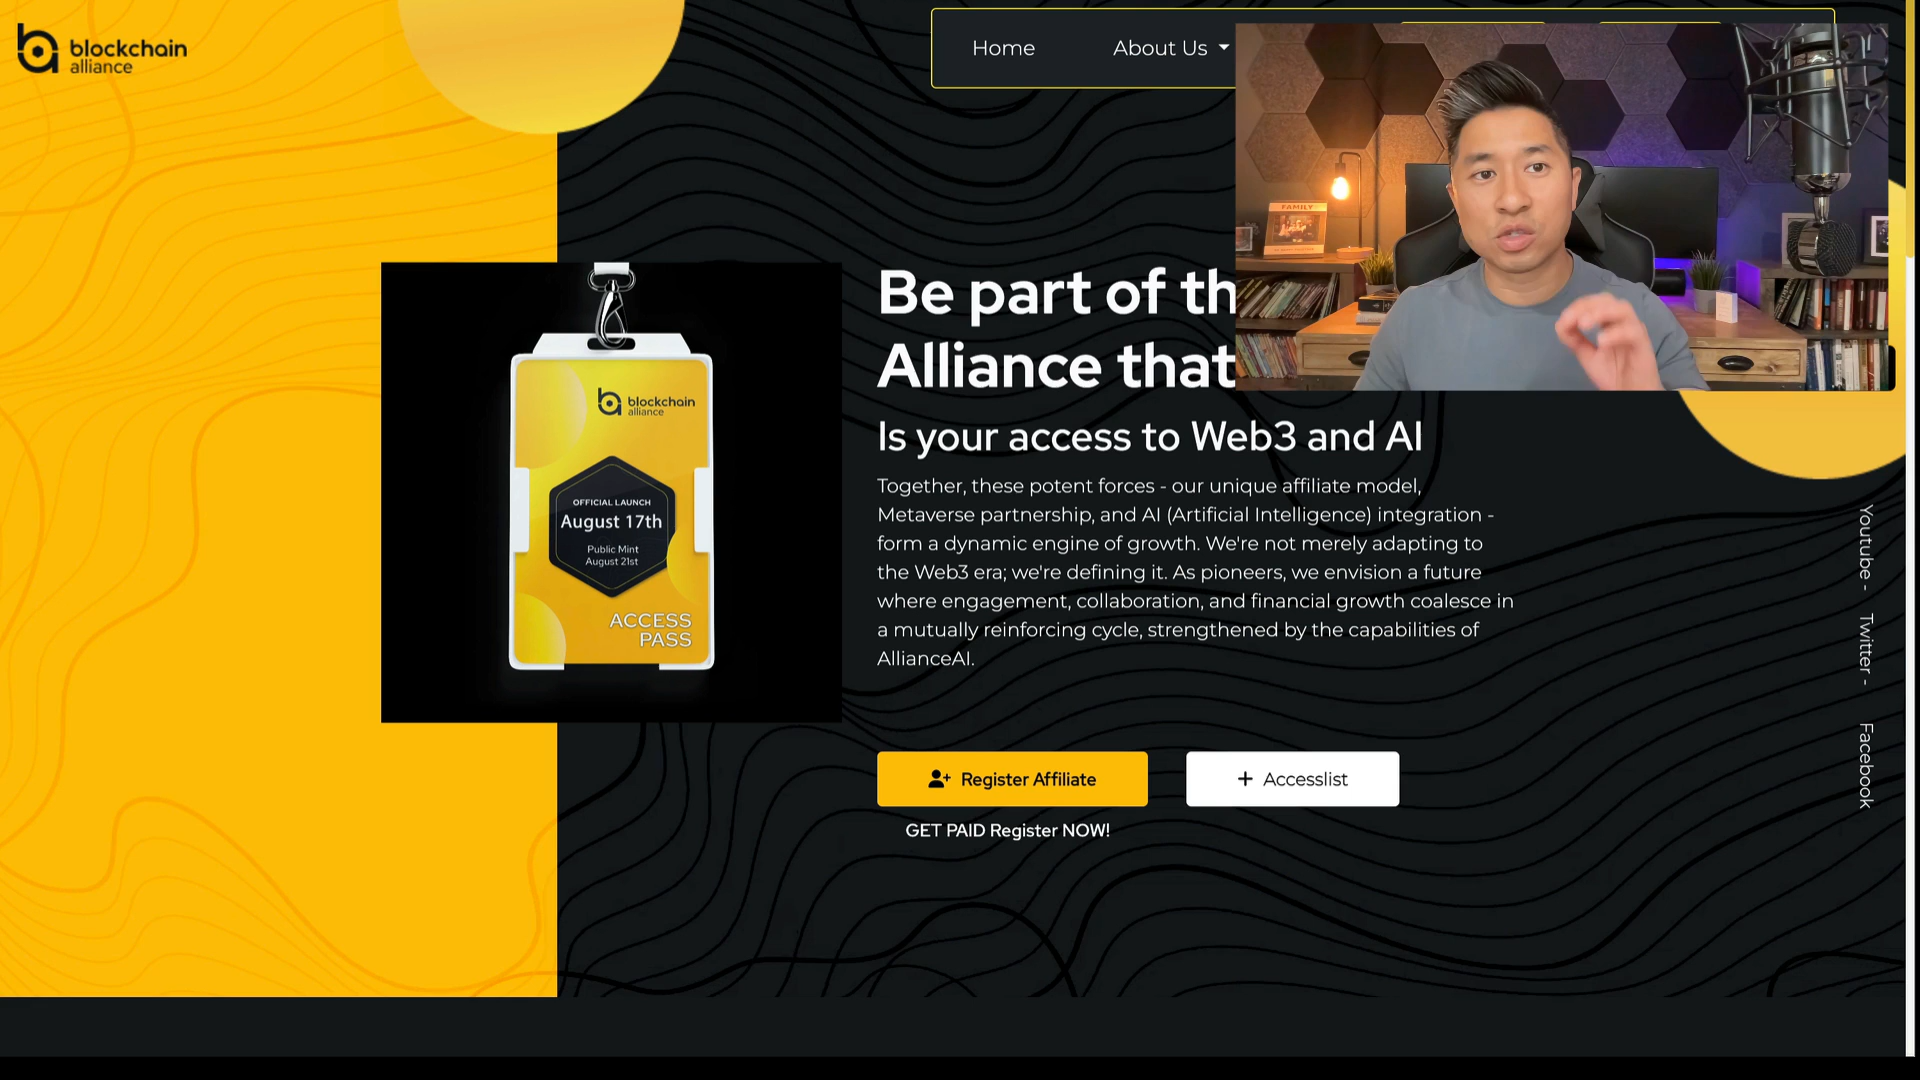 blockchain
alliance
Home
About Us
FAMILY
Be part of th
Alliance that
Is your access to Web3 and AI
Together, these potent forces - our unique affiliate model,
Metaverse partnership, and AI (Artificial Intelligence) integration -
form a dynamic engine of growth. We're not merely adapting to
the Web3 era; we're defining it. As pioneers, we envision a future
where engagement, collaboration, and financial growth coalesce in
a mutually reinforcing cycle, strengthened by the capabilities of
AllianceAI.
blockchain
alliance
OFFICIAL LAUNCH
August 17th
Public Mint
August 21st
ACCESS
PASS
Register Affiliate
Accesslist
GET PAID Register NOW!
Youtube -
Twitter -
Facebook